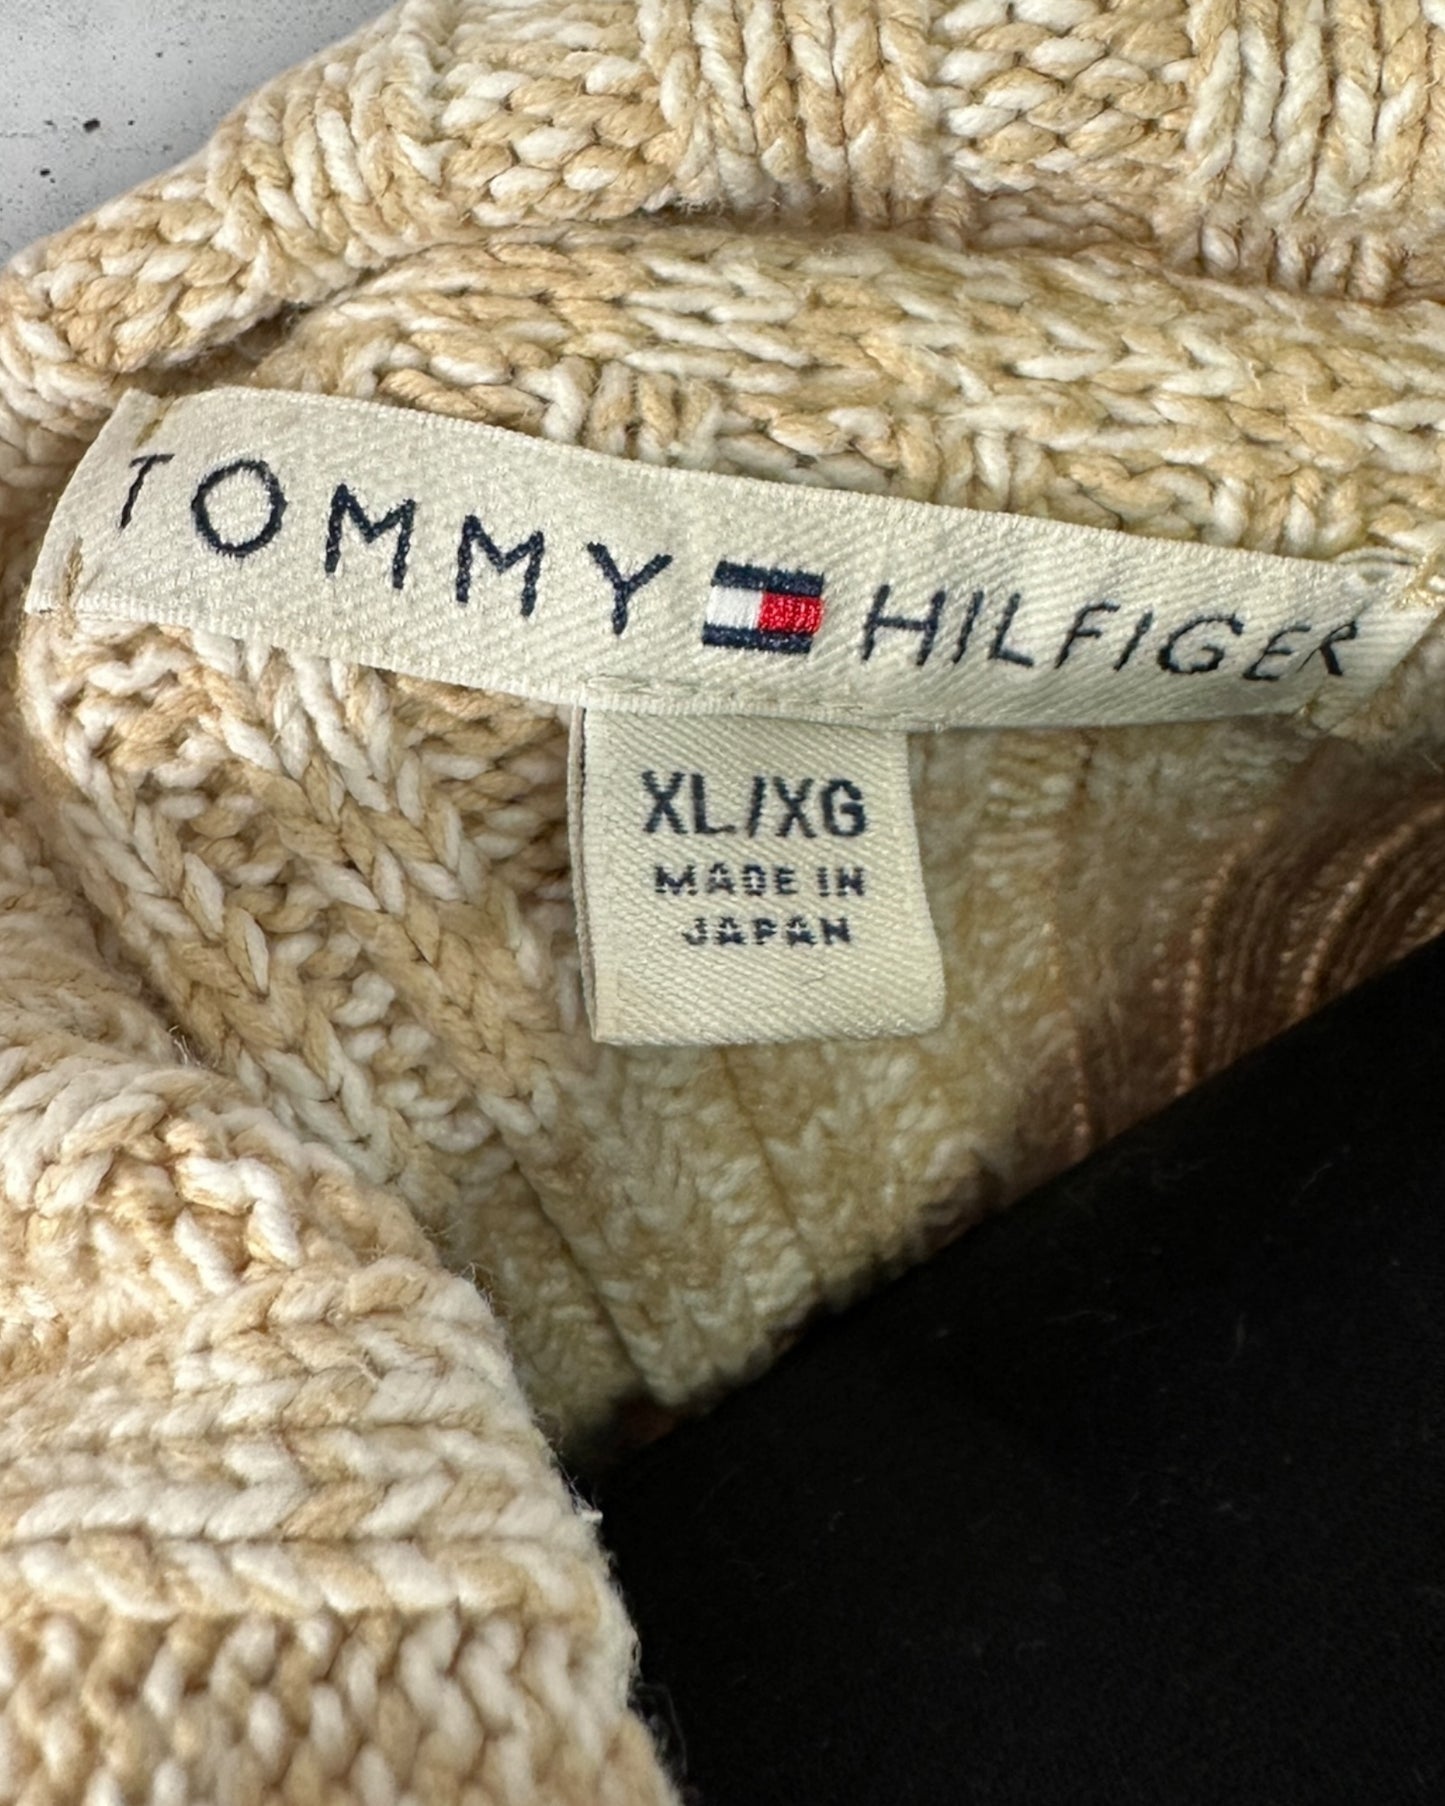 TOMMY HILFIGER
XL/XG
MADE IN
JAPAN